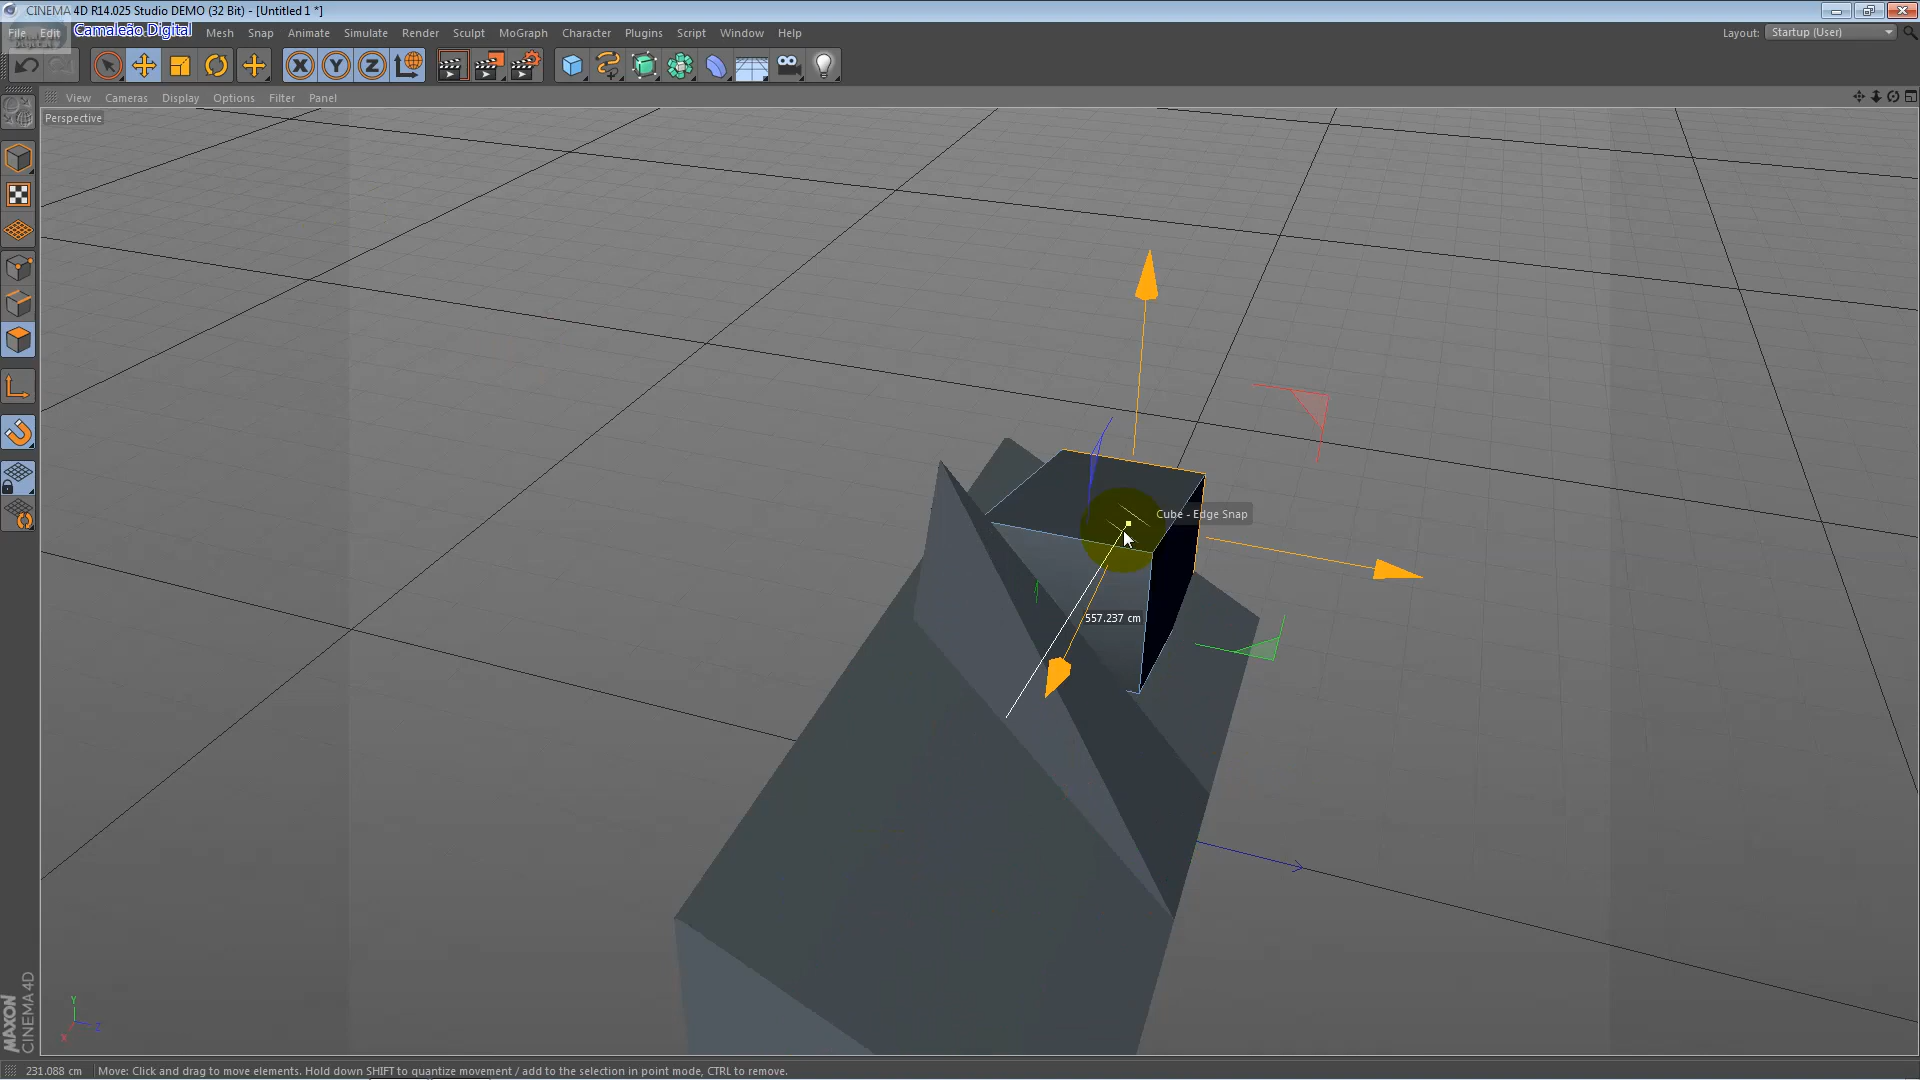 CINEMA 4D R14.025 Studio DEMO (32 Bit) - [Untitled 1 *]
File Edit Camaleão Digital Mesh Snap Animate Simulate Render Sculpt MoGraph Character Plugins Script Window Help
Layout: Startup (User)
X Y Z
View Cameras Display Options Filter Panel
Perspective
Cube - Edge Snap
557.237 cm
Y
Z
X
MAXON
CINEMA 4D
231.088 cm Move: Click and drag to move elements. Hold down SHIFT to quantize movement / add to the selection in point mode, CTRL to remove.